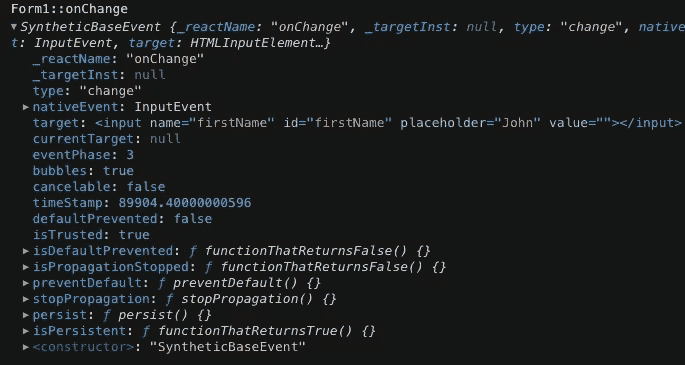 Form1::onChange
▼SyntheticBaseEvent {_reactName: "onChange", _targetInst: null, type: "change", native
t: InputEvent, target: HTMLInputElement…}
_reactName: "onChange"
_targetInst: null
type: "change"
▶nativeEvent: InputEvent
target: <input name="firstName" id="firstName" placeholder="John" value=""></input>
currentTarget: null
eventPhase: 3
bubbles: true
cancelable: false
timeStamp: 89904.40000000596
defaultPrevented: false
isTrusted: true
▶isDefaultPrevented: ƒ functionThatReturnsFalse() {}
▶isPropagationStopped: ƒ functionThatReturnsFalse() {}
▶preventDefault: ƒ preventDefault() {}
▶stopPropagation: ƒ stopPropagation() {}
▶persist: ƒ persist() {}
▶isPersistent: ƒ functionThatReturnsTrue() {}
▶<constructor>: "SyntheticBaseEvent"